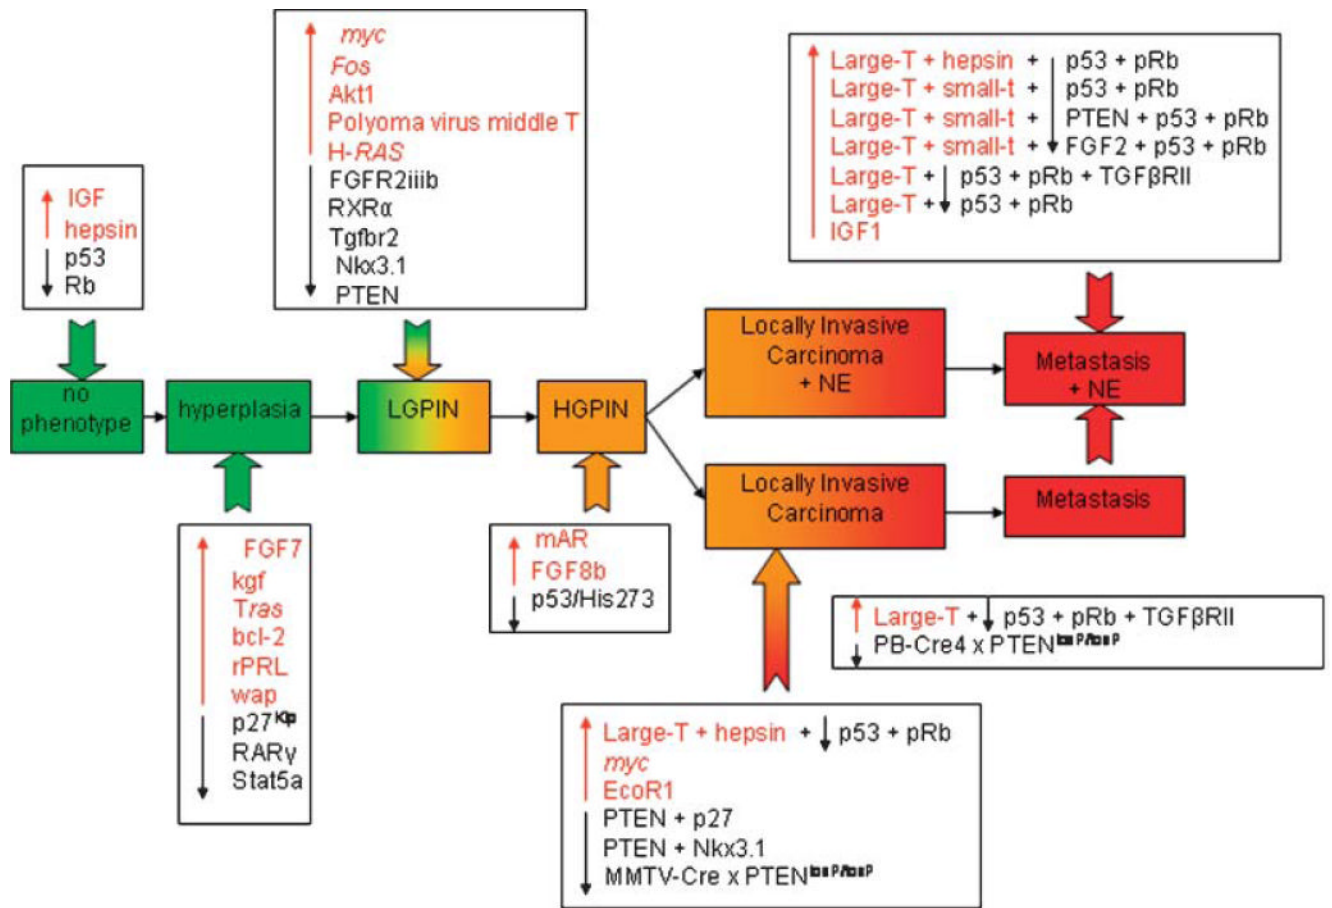 myc
Fos
Akt1
Polyoma virus middle T
H-RAS
FGFR2iiib
RXRα
Tgfbr2
Nkx3.1
PTEN
Large-T + hepsin + p53 + pRb
Large-T + small-t + p53 + pRb
Large-T + small-t + PTEN + p53 + pRb
Large-T + small-t + FGF2 + p53 + pRb
Large-T + p53 + pRb + TGFβRII
Large-T + p53 + pRb
IGF1
IGF
hepsin
p53
Rb
no
phenotype
hyperplasia
LGPIN
HGPIN
Locally Invasive
Carcinoma
+ NE
Metastasis
+ NE
Locally Invasive
Carcinoma
Metastasis
FGF7
kgf
Tras
bcl-2
rPRL
wap
p27Kip
RARγ
Stat5a
mAR
FGF8b
p53/His273
Large-T + p53 + pRb + TGFβRII
PB-Cre4 x PTENloxP/loxP
Large-T + hepsin + p53 + pRb
myc
EcoR1
PTEN + p27
PTEN + Nkx3.1
MMTV-Cre x PTENloxP/loxP